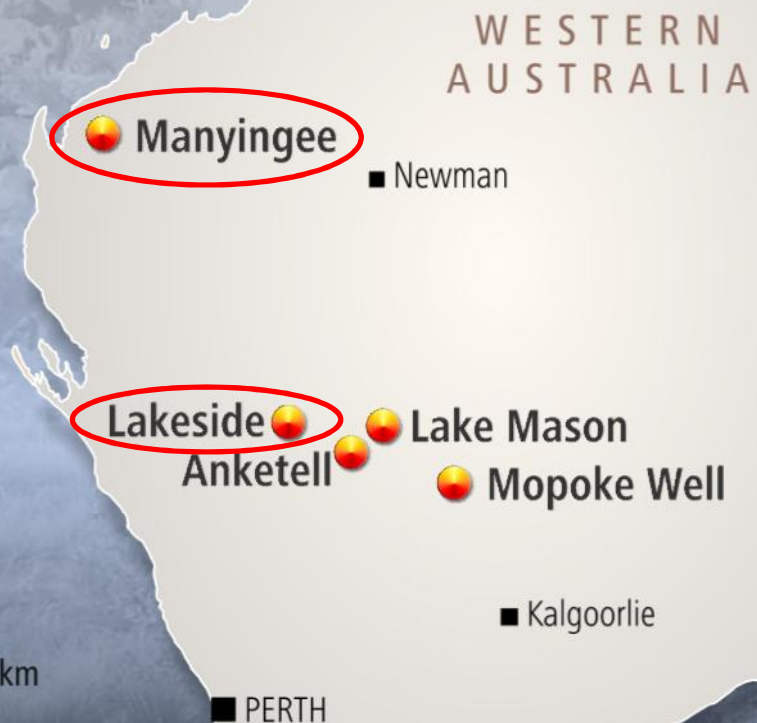 WESTERN
AUSTRALIA
Manyingee
Newman
Lakeside
Lake Mason
Anketell
Mopoke Well
Kalgoorlie
km
PERTH